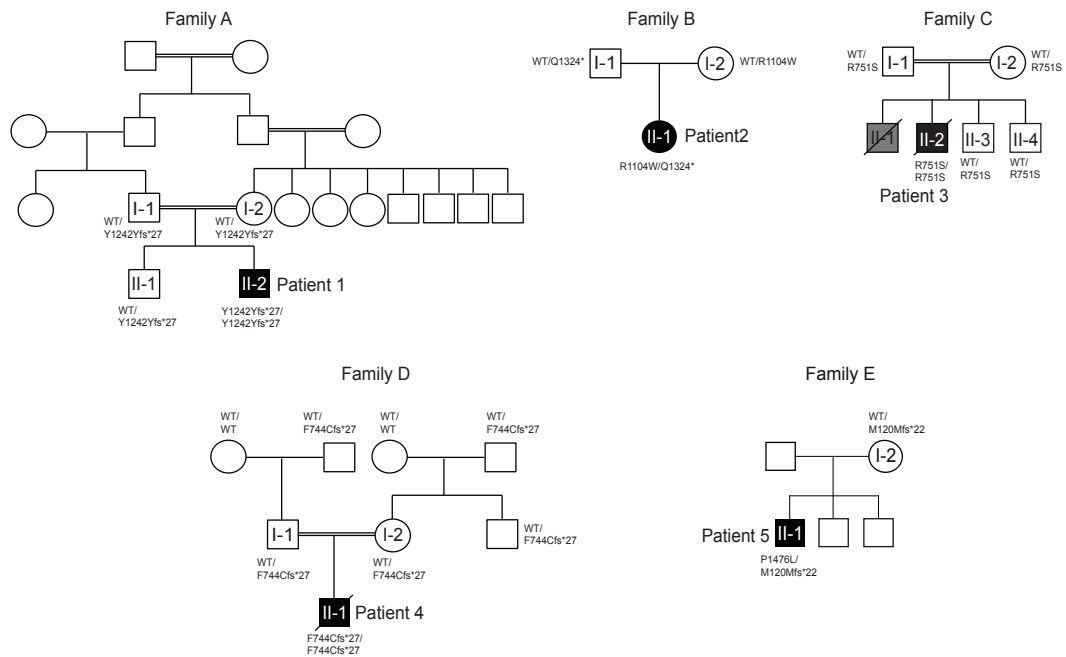 Family A
I-1
WT/
Y1242Yfs*27
I-2
WT/
Y1242Yfs*27
II-1
WT/
Y1242Yfs*27
II-2
Patient 1
Y1242Yfs*27/
Y1242Yfs*27
Family B
WT/Q1324*
I-1
I-2
WT/R1104W
II-1
Patient2
R1104W/Q1324*
Family C
WT/
R751S
I-1
I-2
WT/
R751S
II-1
II-2
II-3
II-4
R751S/
R751S
WT/
R751S
WT/
R751S
Patient 3
Family D
WT/
WT
WT/
F744Cfs*27
WT/
WT
WT/
F744Cfs*27
I-1
WT/
F744Cfs*27
I-2
WT/
F744Cfs*27
WT/
F744Cfs*27
II-1
Patient 4
F744Cfs*27/
F744Cfs*27
Family E
WT/
M120Mfs*22
I-2
Patient 5
II-1
P1476L/
M120Mfs*22